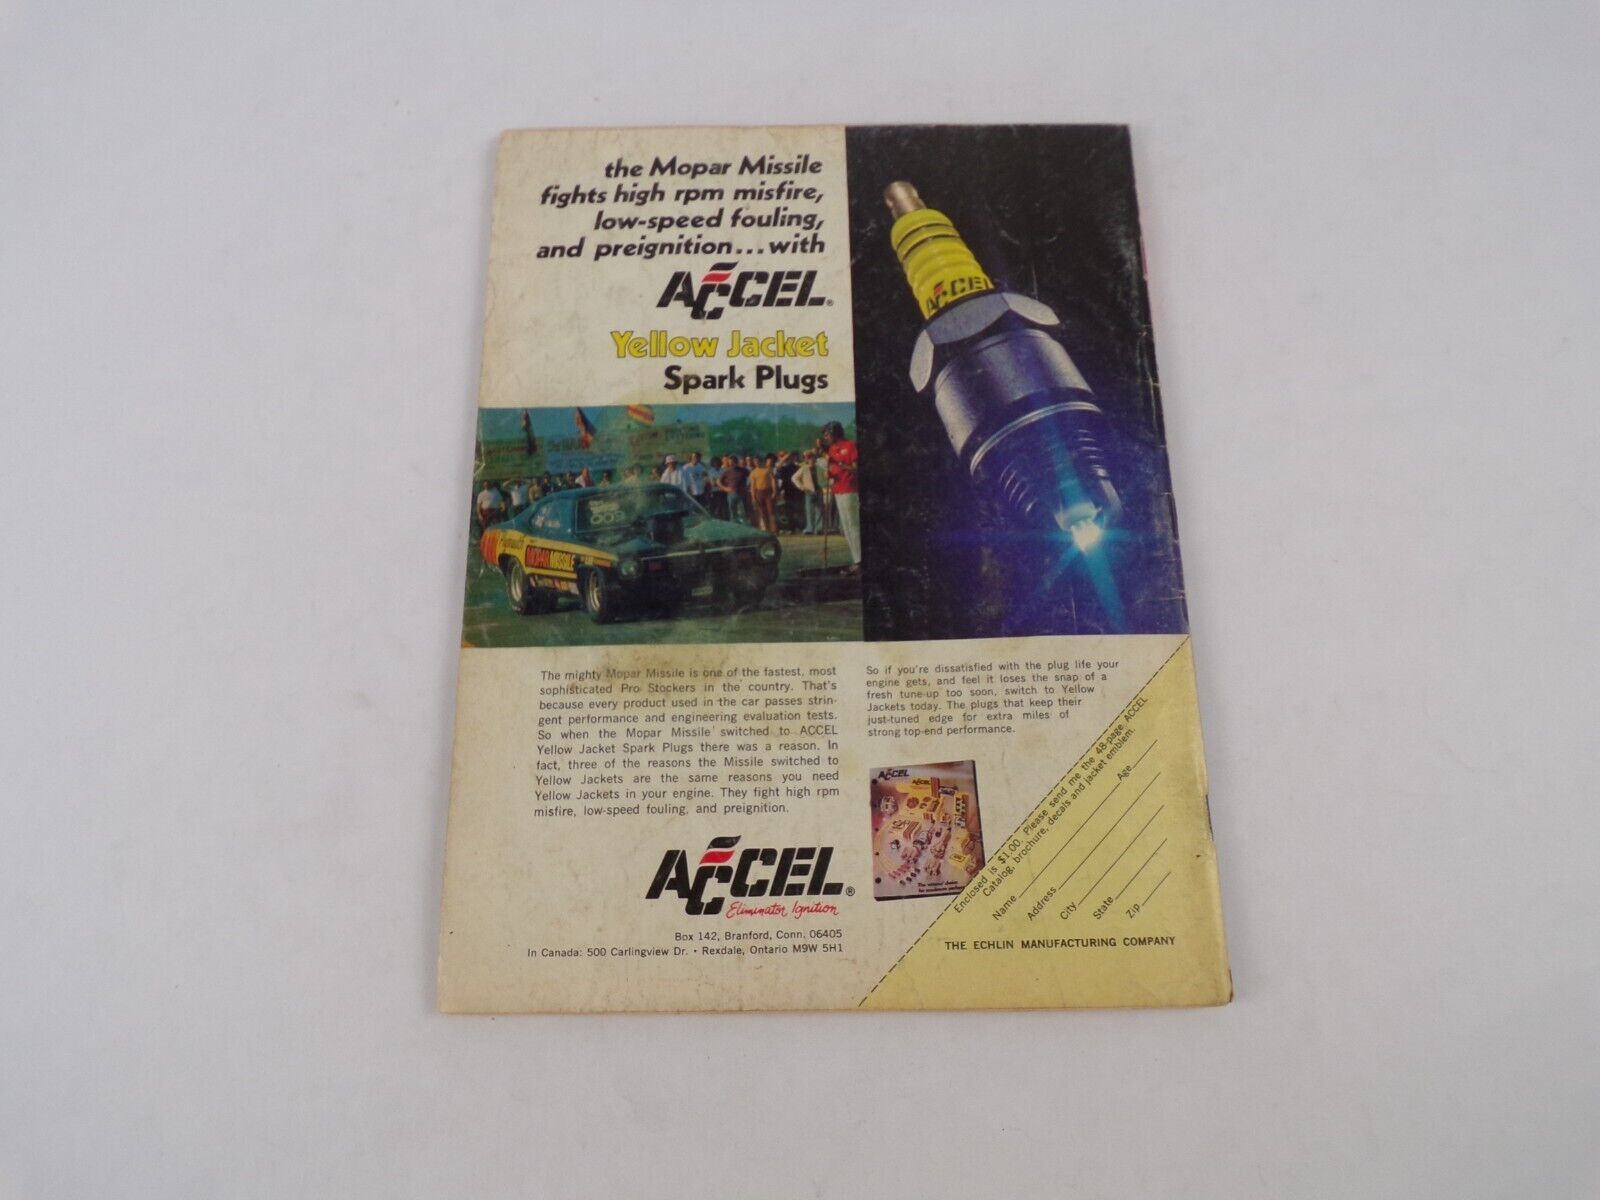 the Mopar Missile
fights high rpm misfire,
low-speed fouling,
and preignition...with
ACCEL®
Yellow Jacket
Spark Plugs
ACCEL
Plymouth
MOPAR MISSILE
The mighty Mopar Missile is one of the fastest, most
sophisticated Pro Stockers in the country. That's
because every product used in the car passes strin-
gent performance and engineering evaluation tests.
So when the Mopar Missile switched to ACCEL
Yellow Jacket Spark Plugs there was a reason. In
fact, three of the reasons the Missile switched to
Yellow Jackets are the same reasons you need
Yellow Jackets in your engine. They fight high rpm
misfire, low-speed fouling, and preignition.
So if you're dissatisfied with the plug life your
engine gets, and feel it loses the snap of a
fresh tune-up too soon, switch to Yellow
Jackets today. The plugs that keep their
just-tuned edge for extra miles of
strong top-end performance.
ACCEL
ACCEL
ACCEL®
Eliminator Ignition
Box 142, Branford, Conn. 06405
In Canada: 500 Carlingview Dr. • Rexdale, Ontario M9W 5H1
Enclosed is $1.00. Please send me the 48-page ACCEL
Catalog, brochure, decals and jacket emblem.
Name Age
Address
City
State
Zip
THE ECHLIN MANUFACTURING COMPANY